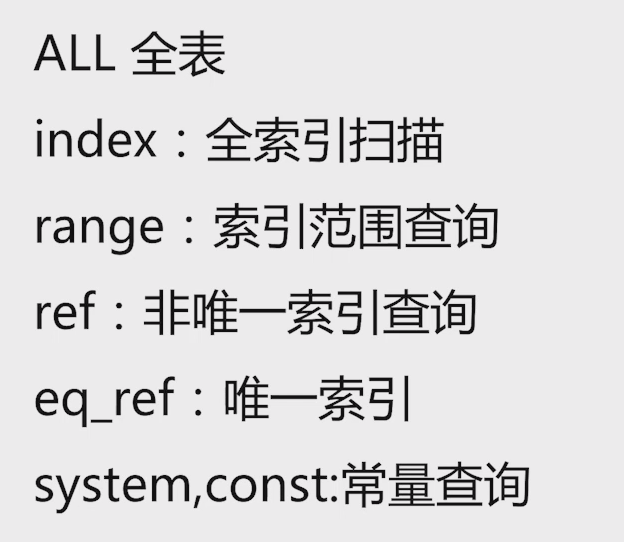 ALL 全表
index：全索引扫描
range：索引范围查询
ref：非唯一索引查询
eq_ref：唯一索引
system,const:常量查询